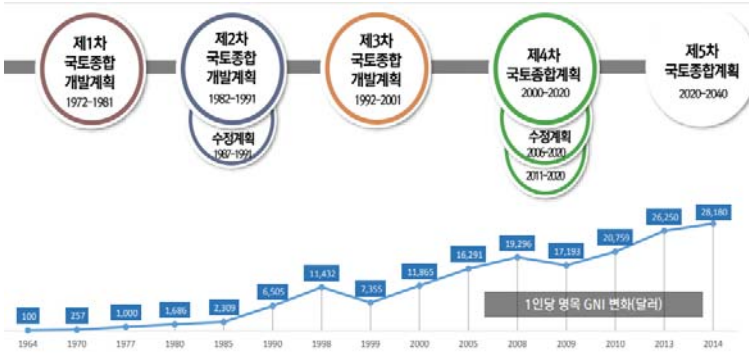 제1차
국토종합
개발계획
1972-1981
제2차
국토종합
개발계획
1982-1991
수정계획
1987-1991
제3차
국토종합
개발계획
1992-2001
제4차
국토종합계획
2000-2020
수정계획
2006-2020
2011-2020
제5차
국토종합계획
2020-2040
100 257 1,000 1,686 2,309 6,505 11,432 7,355 11,865 16,291 19,296 17,193 20,759 26,250 28,180
1인당 명목 GNI 변화(달러)
1964 1970 1977 1980 1985 1990 1998 1999 2000 2005 2008 2009 2010 2013 2014